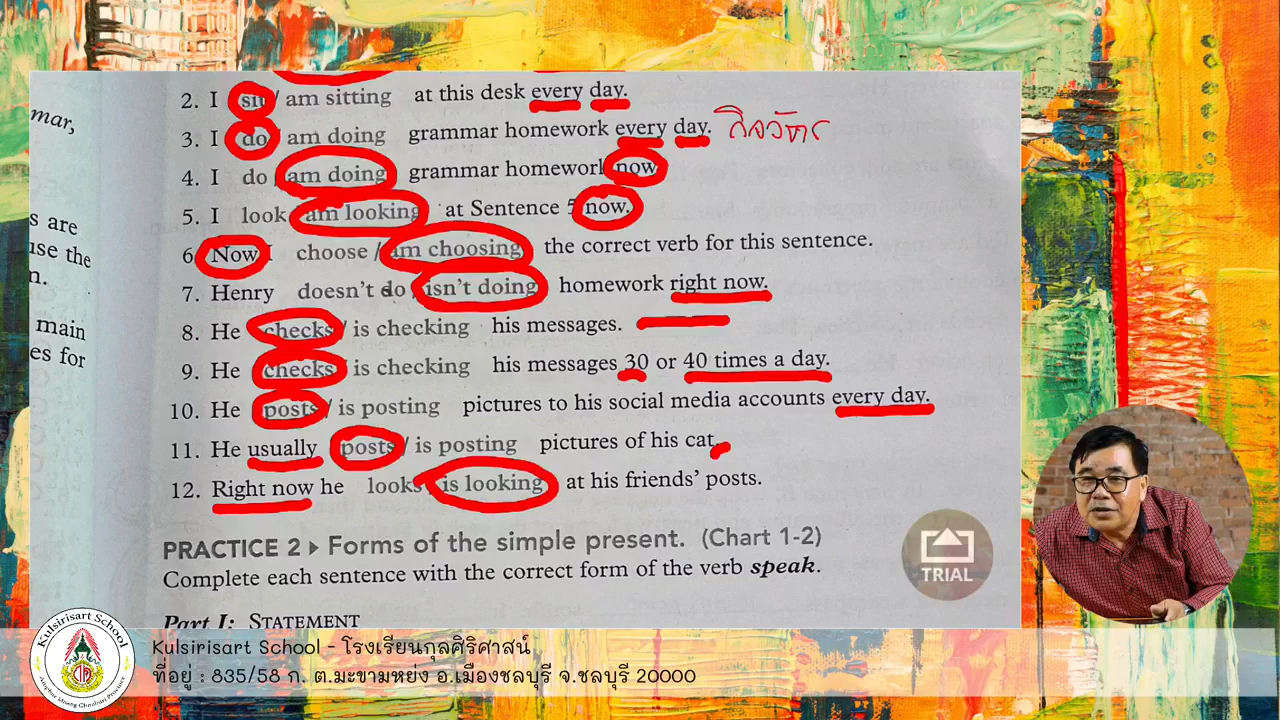 mar,
s are
use the
n.
main
es for
2. I sit / am sitting at this desk every day.
3. I do am doing grammar homework every day. กิจวัตร
4. I do am doing grammar homework now
5. I look am looking at Sentence 5 now.
6 Now I choose / am choosing the correct verb for this sentence.
7. Henry doesn't do isn't doing homework right now.
8. He checks / is checking his messages.
9. He checks / is checking his messages 30 or 40 times a day.
10. He posts / is posting pictures to his social media accounts every day.
11. He usually posts / is posting pictures of his cat.
12. Right now he looks is looking at his friends' posts.
PRACTICE 2 ▸ Forms of the simple present. (Chart 1-2)
Complete each sentence with the correct form of the verb speak.
Part I: STATEMENT
TRIAL
Kulsirisart School
Kulsirisart School - โรงเรียนกุลศิริศาสน์
ที่อยู่ : 835/58 ก. ต.มะขามหย่ง อ.เมืองชลบุรี จ.ชลบุรี 20000